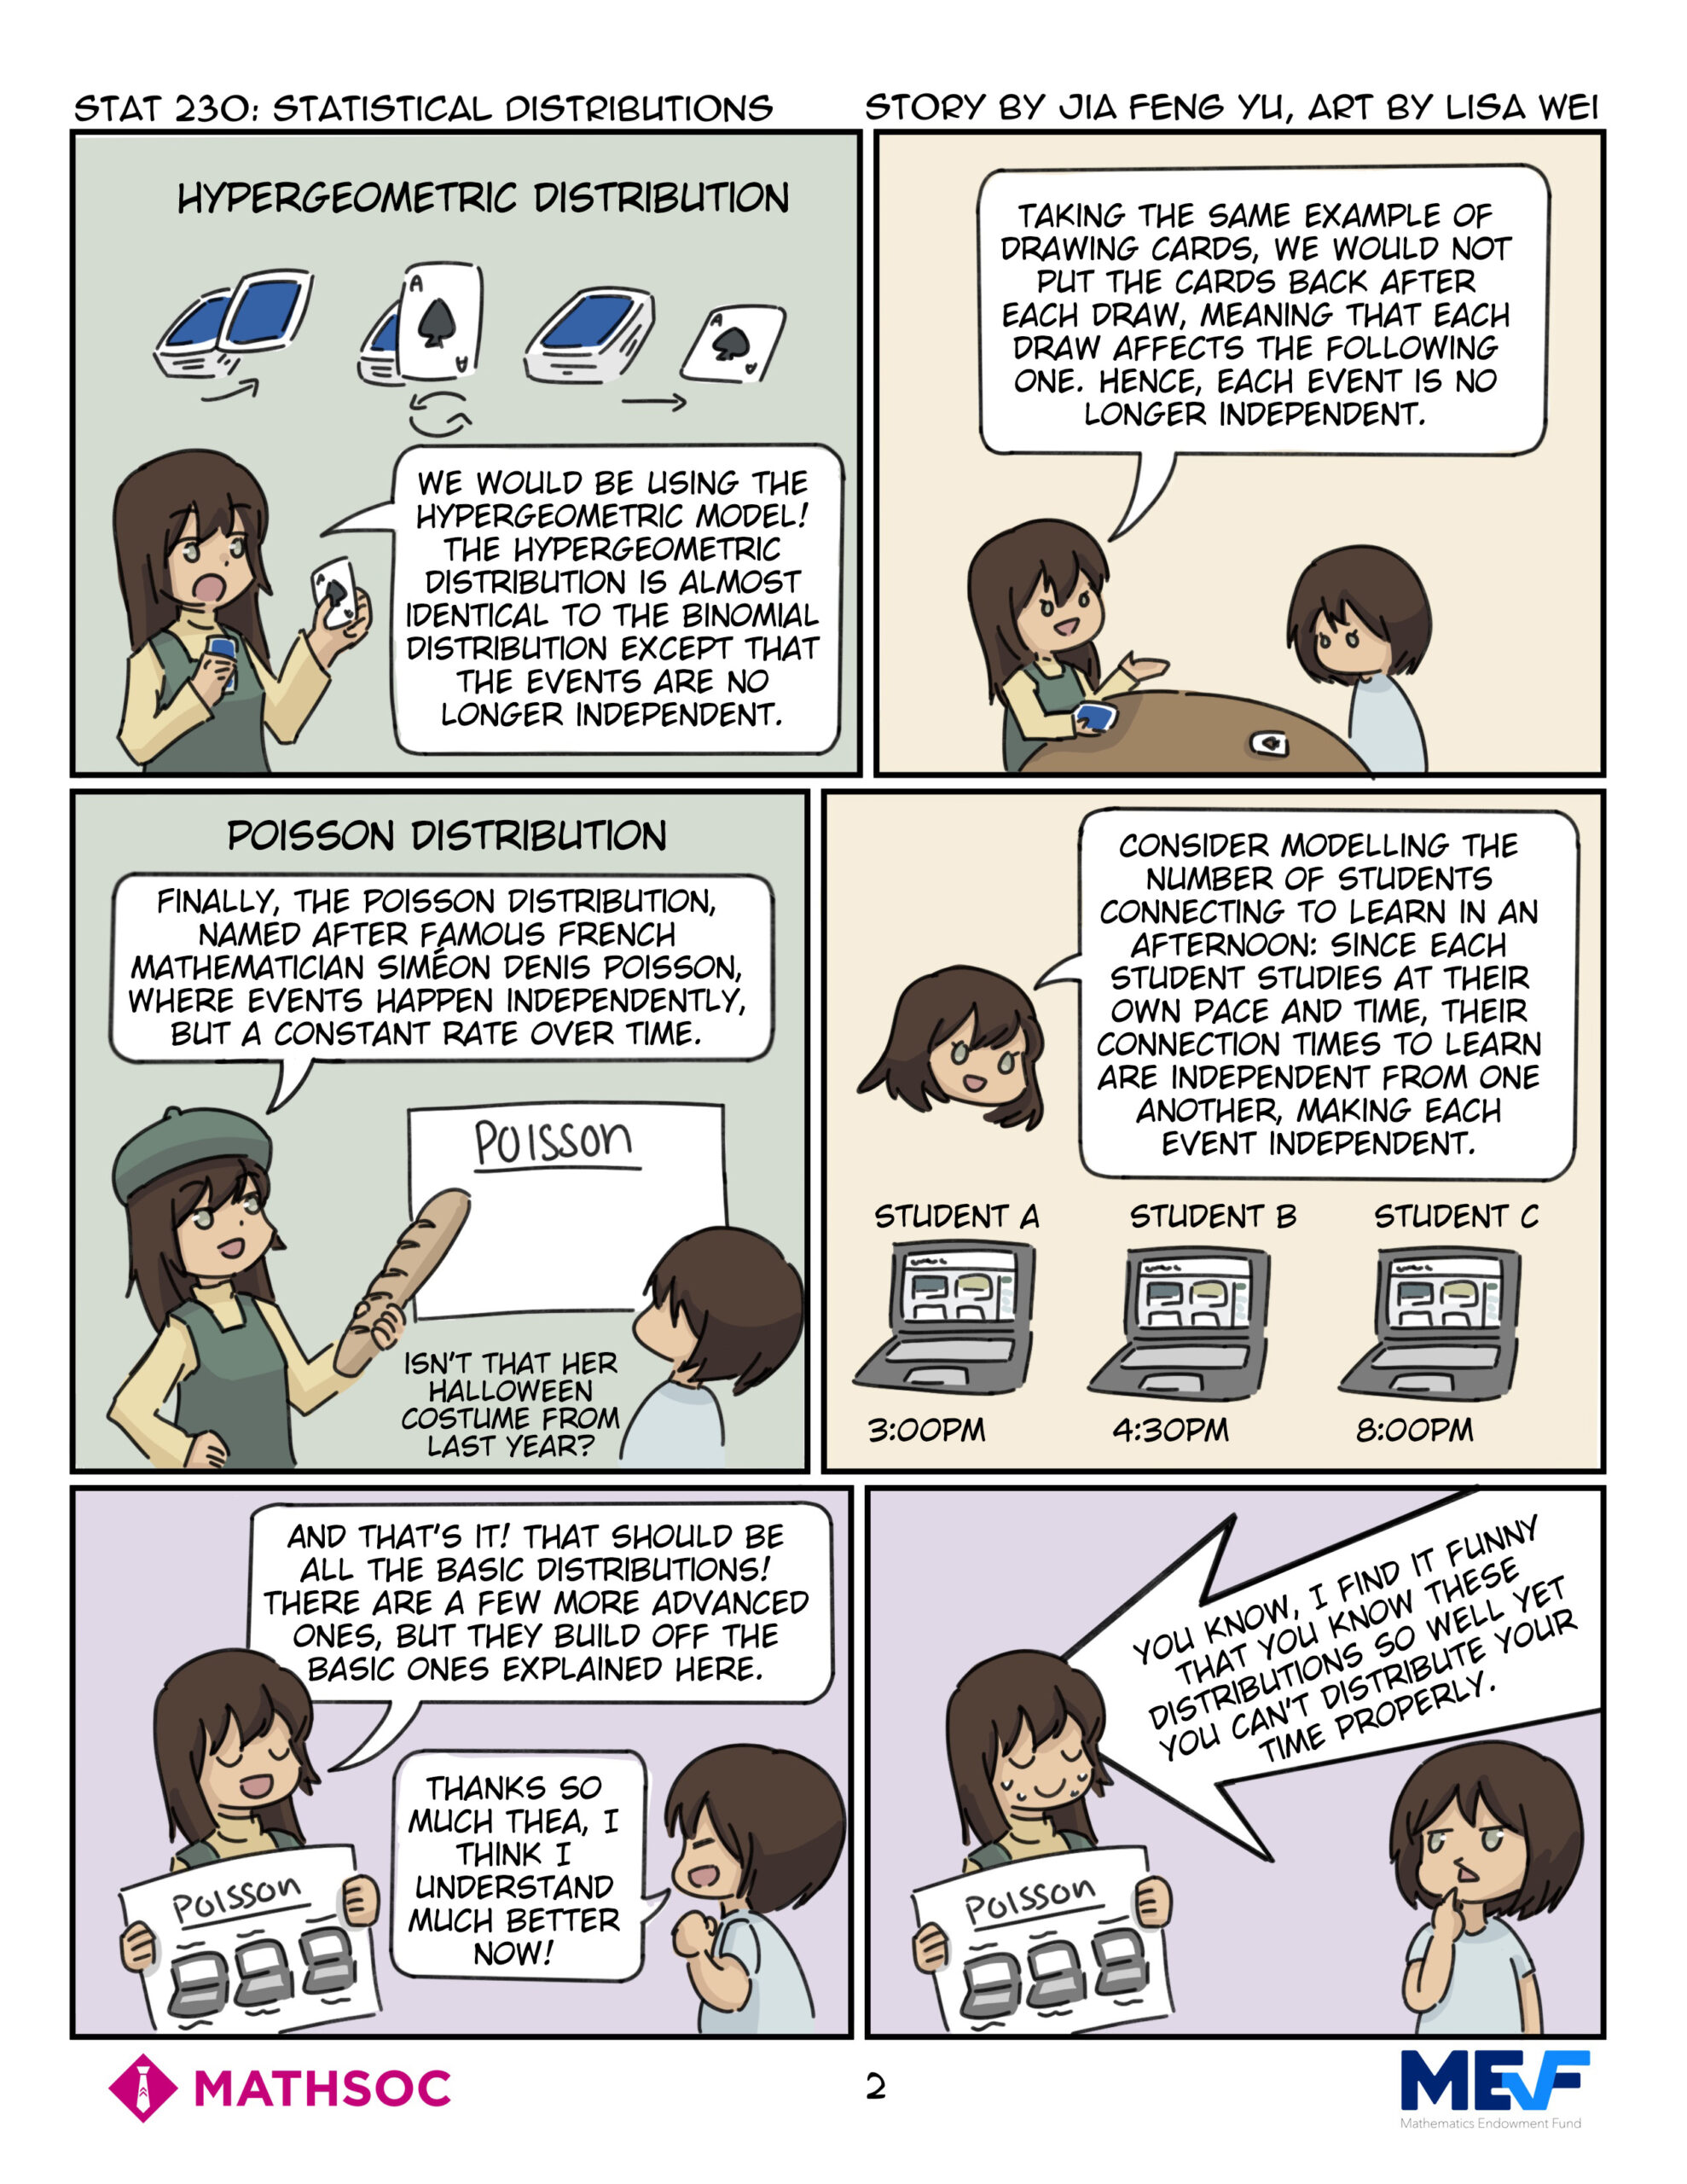 STAT 230: STATISTICAL DISTRIBUTIONS
STORY BY JIA FENG YU, ART BY LISA WEI
HYPERGEOMETRIC DISTRIBUTION
A
A
A
A
A
WE WOULD BE USING THE
HYPERGEOMETRIC MODEL!
THE HYPERGEOMETRIC
DISTRIBUTION IS ALMOST
IDENTICAL TO THE BINOMIAL
DISTRIBUTION EXCEPT THAT
THE EVENTS ARE NO
LONGER INDEPENDENT.
TAKING THE SAME EXAMPLE OF
DRAWING CARDS, WE WOULD NOT
PUT THE CARDS BACK AFTER
EACH DRAW, MEANING THAT EACH
DRAW AFFECTS THE FOLLOWING
ONE. HENCE, EACH EVENT IS NO
LONGER INDEPENDENT.
POISSON DISTRIBUTION
FINALLY, THE POISSON DISTRIBUTION,
NAMED AFTER FAMOUS FRENCH
MATHEMATICIAN SIMÉON DENIS POISSON,
WHERE EVENTS HAPPEN INDEPENDENTLY,
BUT A CONSTANT RATE OVER TIME.
Poisson
ISN'T THAT HER
HALLOWEEN
COSTUME FROM
LAST YEAR?
CONSIDER MODELLING THE
NUMBER OF STUDENTS
CONNECTING TO LEARN IN AN
AFTERNOON: SINCE EACH
STUDENT STUDIES AT THEIR
OWN PACE AND TIME, THEIR
CONNECTION TIMES TO LEARN
ARE INDEPENDENT FROM ONE
ANOTHER, MAKING EACH
EVENT INDEPENDENT.
STUDENT A
STUDENT B
STUDENT C
3:00PM
4:30PM
8:00PM
AND THAT'S IT! THAT SHOULD BE
ALL THE BASIC DISTRIBUTIONS!
THERE ARE A FEW MORE ADVANCED
ONES, BUT THEY BUILD OFF THE
BASIC ONES EXPLAINED HERE.
THANKS SO
MUCH THEA, I
THINK I
UNDERSTAND
MUCH BETTER
NOW!
Poisson
YOU KNOW, I FIND IT FUNNY
THAT YOU KNOW THESE
DISTRIBUTIONS SO WELL YET
YOU CAN'T DISTRIBUTE YOUR
TIME PROPERLY.
Poisson
MATHSOC
2
MEF
Mathematics Endowment Fund